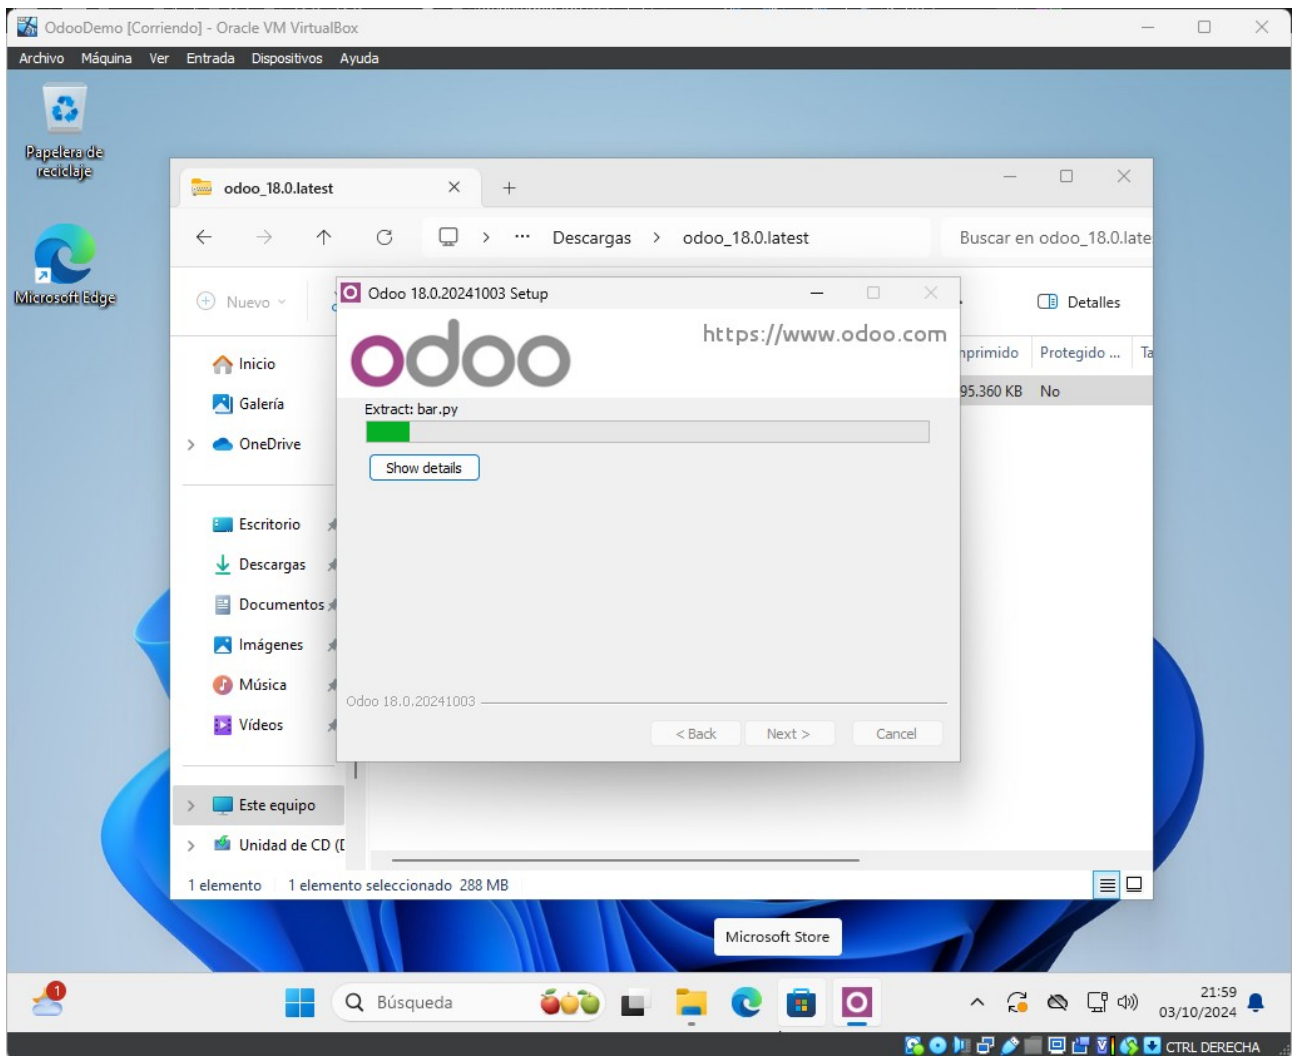 OdooDemo [Corriendo] - Oracle VM VirtualBox
Archivo Máquina Ver Entrada Dispositivos Ayuda
Papelera de
reciclaje
Microsoft Edge
odoo_18.0.latest
Descargas > odoo_18.0.latest
Buscar en odoo_18.0.late
Nuevo
Detalles
Odoo 18.0.20241003 Setup
odoo
https://www.odoo.com
Extract: bar.py
Show details
Odoo 18.0.20241003
< Back Next > Cancel
nprimido Protegido ... Ta
95.360 KB No
Inicio
Galería
OneDrive
Escritorio
Descargas
Documentos
Imágenes
Música
Vídeos
Este equipo
Unidad de CD (D
1 elemento 1 elemento seleccionado 288 MB
Microsoft Store
1
Búsqueda
21:59
03/10/2024
CTRL DERECHA